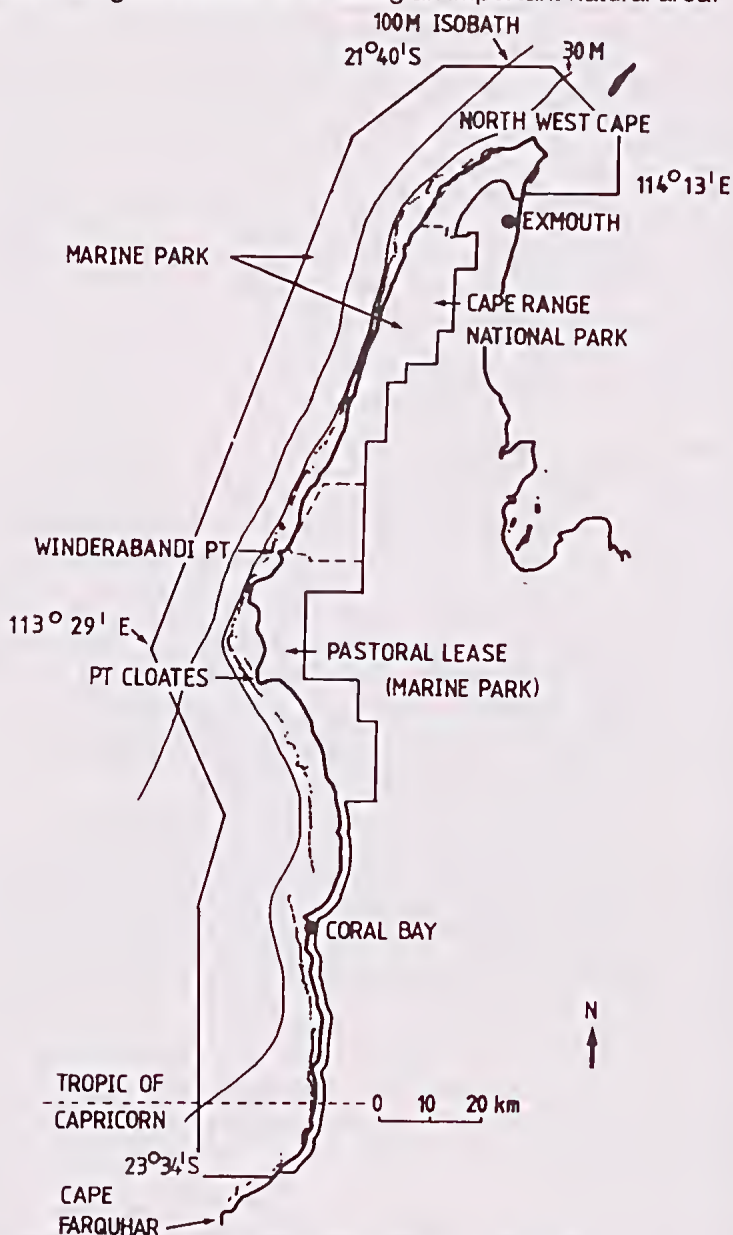 100M ISOBATH
21°40'S
30 M
NORTH WEST CAPE
114°13'E
EXMOUTH
MARINE PARK
CAPE RANGE
NATIONAL PARK
WINDERABANDI PT
113°29' E
PT CLOATES
PASTORAL LEASE
(MARINE PARK)
CORAL BAY
N
TROPIC OF
CAPRICORN
0 10 20 km
23°34'S
CAPE
FARQUHAR